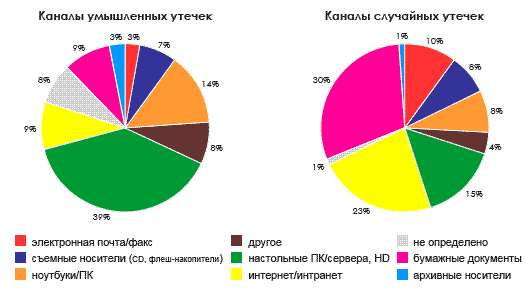 Каналы умышленных утечек
Каналы случайных утечек
3%
3%
7%
14%
8%
39%
9%
8%
9%
1%
10%
8%
8%
4%
15%
23%
1%
30%
электронная почта/факс
другое
не определено
съемные носители (CD, флеш-накопители)
настольные ПК/сервера, HD
бумажные документы
ноутбуки/ПК
интернет/интранет
архивные носители